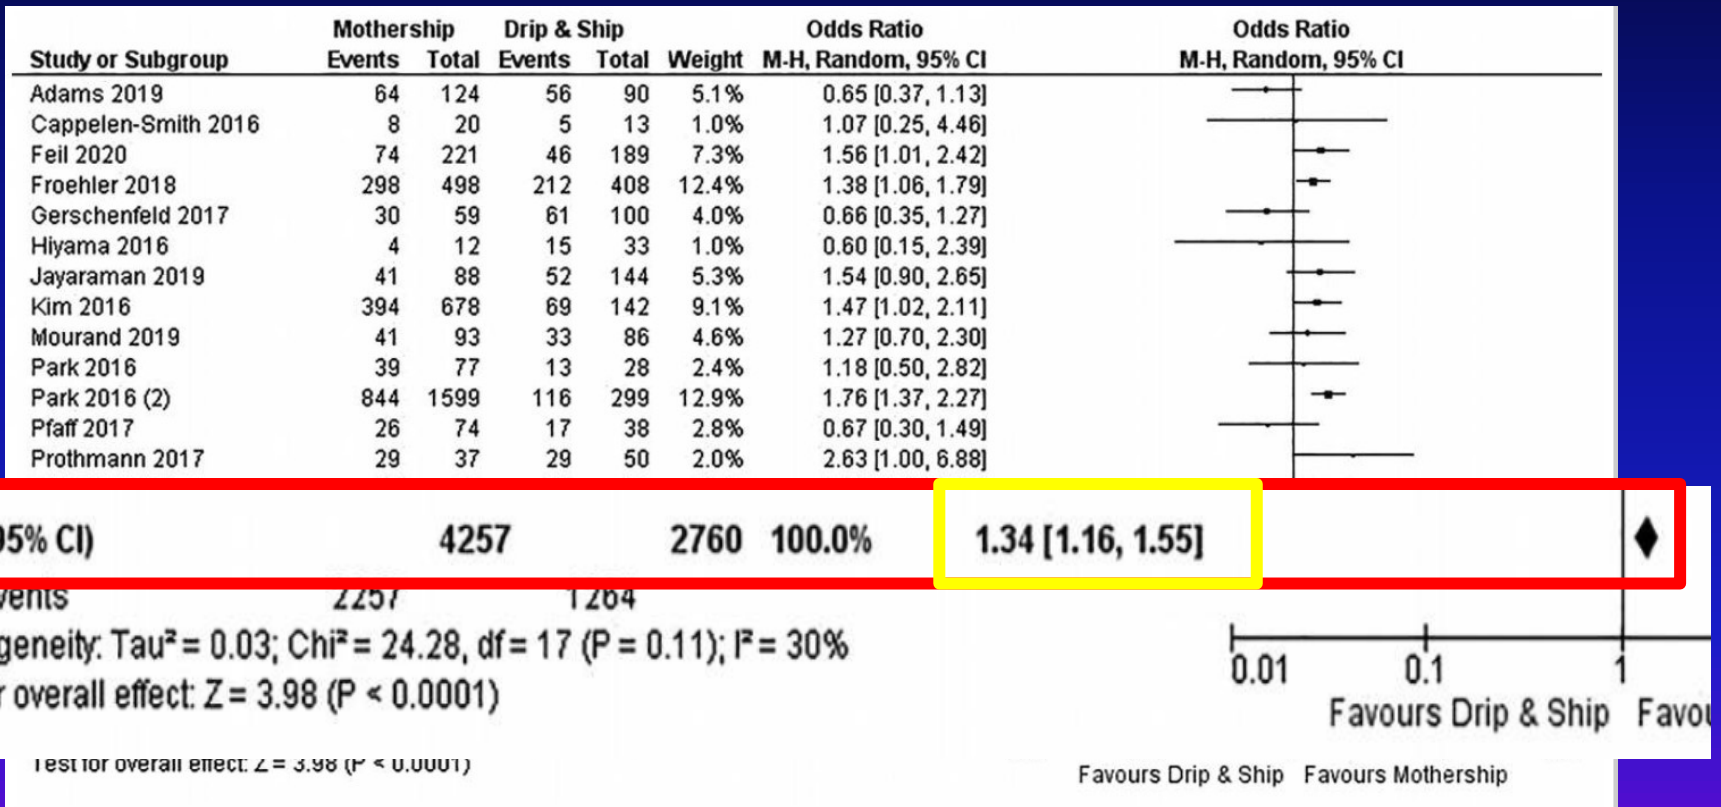 Mothership Drip & Ship Odds Ratio Odds Ratio
Study or Subgroup Events Total Events Total Weight M-H, Random, 95% CI M-H, Random, 95% CI
Adams 2019 64 124 56 90 5.1% 0.65 [0.37, 1.13]
Cappelen-Smith 2016 8 20 5 13 1.0% 1.07 [0.25, 4.46]
Feil 2020 74 221 46 189 7.3% 1.56 [1.01, 2.42]
Froehler 2018 298 498 212 408 12.4% 1.38 [1.06, 1.79]
Gerschenfeld 2017 30 59 61 100 4.0% 0.66 [0.35, 1.27]
Hiyama 2016 4 12 15 33 1.0% 0.60 [0.15, 2.39]
Jayaraman 2019 41 88 52 144 5.3% 1.54 [0.90, 2.65]
Kim 2016 394 678 69 142 9.1% 1.47 [1.02, 2.11]
Mourand 2019 41 93 33 86 4.6% 1.27 [0.70, 2.30]
Park 2016 39 77 13 28 2.4% 1.18 [0.50, 2.82]
Park 2016 (2) 844 1599 116 299 12.9% 1.76 [1.37, 2.27]
Pfaff 2017 26 74 17 38 2.8% 0.67 [0.30, 1.49]
Prothmann 2017 29 37 29 50 2.0% 2.63 [1.00, 6.88]
95% CI) 4257 2760 100.0% 1.34 [1.16, 1.55]
vents 2257 1264
geneity: Tau² = 0.03; Chi² = 24.28, df = 17 (P = 0.11); I² = 30%
0.01 0.1 1
r overall effect: Z = 3.98 (P < 0.0001)
Favours Drip & Ship Favou
Test for overall effect: Z = 3.98 (P < 0.0001)
Favours Drip & Ship Favours Mothership